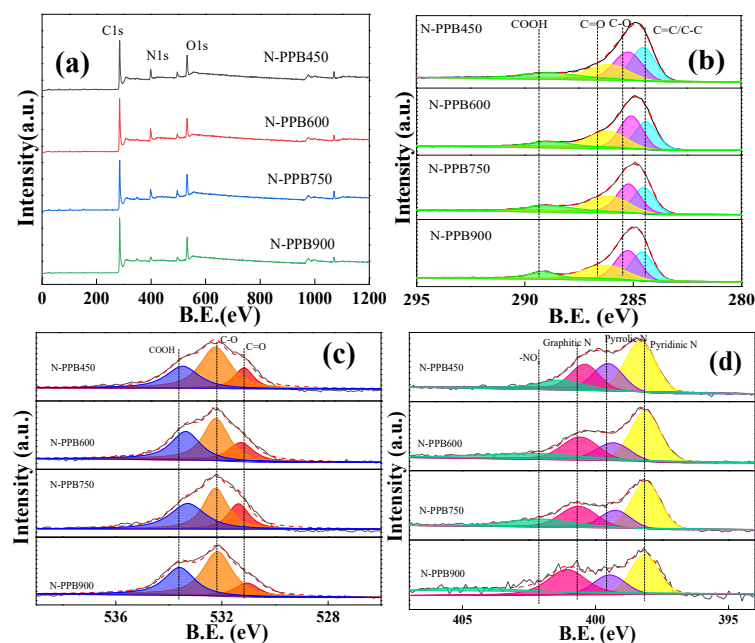 (a)
C1s
N1s
O1s
N-PPB450
N-PPB600
N-PPB750
N-PPB900
Intensity(a.u.)
0 200 400 600 800 1000 1200
B.E.(eV)
(b)
COOH C=O C-O C=C/C-C
N-PPB450
N-PPB600
N-PPB750
N-PPB900
Intensity (a.u.)
295 290 285 280
B.E. (eV)
(c)
COOH C-O C=O
N-PPB450
N-PPB600
N-PPB750
N-PPB900
Intensity (a.u.)
536 532 528
B.E. (eV)
(d)
-NO Graphitic N Pyrrolic N Pyridinic N
N-PPB450
N-PPB600
N-PPB750
N-PPB900
Intensity (a.u.)
405 400 395
B.E. (eV)